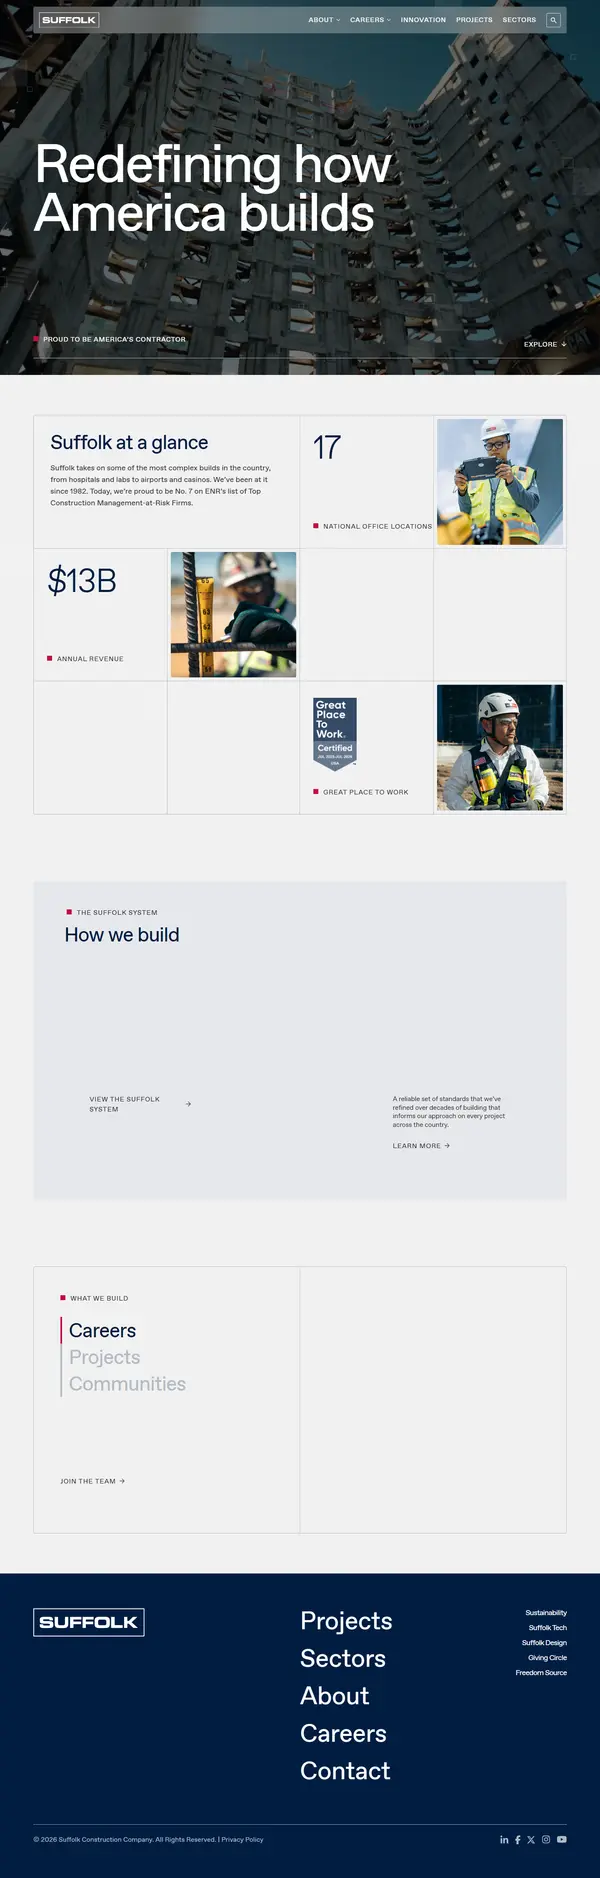 SUFFOLK
ABOUT
CAREERS
INNOVATION
PROJECTS
SECTORS
Redefining how
America builds
PROUD TO BE AMERICA'S CONTRACTOR
EXPLORE
Suffolk at a glance
Suffolk takes on some of the most complex builds in the country,
from hospitals and labs to airports and casinos. We've been at it
since 1982. Today, we're proud to be No. 7 on ENR's list of Top
Construction Management-at-Risk Firms.
17
NATIONAL OFFICE LOCATIONS
$13B
ANNUAL REVENUE
Great
Place
To
Work.
Certified
USA
GREAT PLACE TO WORK
THE SUFFOLK SYSTEM
How we build
VIEW THE SUFFOLK
SYSTEM
A reliable set of standards that we've
refined over decades of building that
informs our approach on every project
across the country.
LEARN MORE
WHAT WE BUILD
Careers
Projects
Communities
JOIN THE TEAM
SUFFOLK
Projects
Sectors
About
Careers
Contact
Sustainability
Suffolk Tech
Suffolk Design
Giving Circle
Freedom Source
© 2026 Suffolk Construction Company. All Rights Reserved. | Privacy Policy